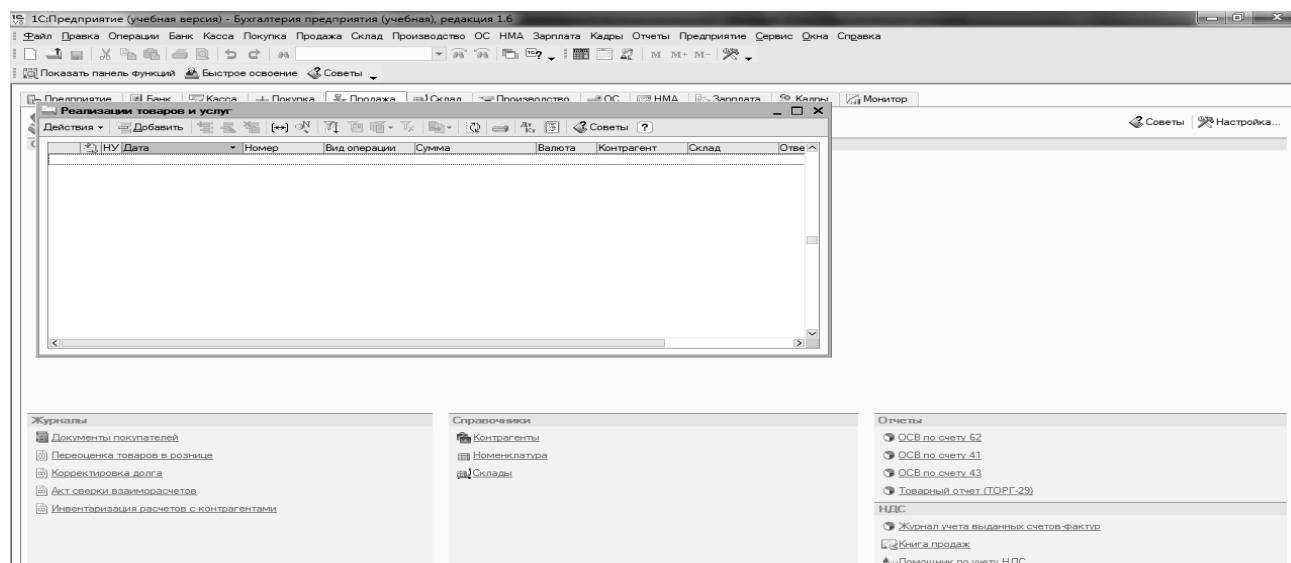 1С:Предприятие (учебная версия) - Бухгалтерия предприятия (учебная), редакция 1.6
Файл Правка Операции Банк Касса Покупка Продажа Склад Производство ОС НМА Зарплата Кадры Отчеты Предприятие Сервис Окна Справка
M M+ M-
Показать панель функций Быстрое освоение Советы
Предприятие Банк Касса Покупка Продажа Склад Производство ОС НМА Зарплата Кадры Монитор
Реализации товаров и услуг
Действия Добавить Советы ?
Советы Настройка...
НУ Дата Номер Вид операции Сумма Валюта Контрагент Склад Отве
Журналы
Документы покупателей
Переоценка товаров в рознице
Корректировка долга
Акт сверки взаиморасчетов
Инвентаризация расчетов с контрагентами
Справочники
Контрагенты
Номенклатура
Склады
Отчеты
ОСВ по счету 62
ОСВ по счету 41
ОСВ по счету 43
Товарный отчет (ТОРГ-29)
НДС
Журнал учета выданных счетов-фактур
Книга продаж
Помощник по учету НДС